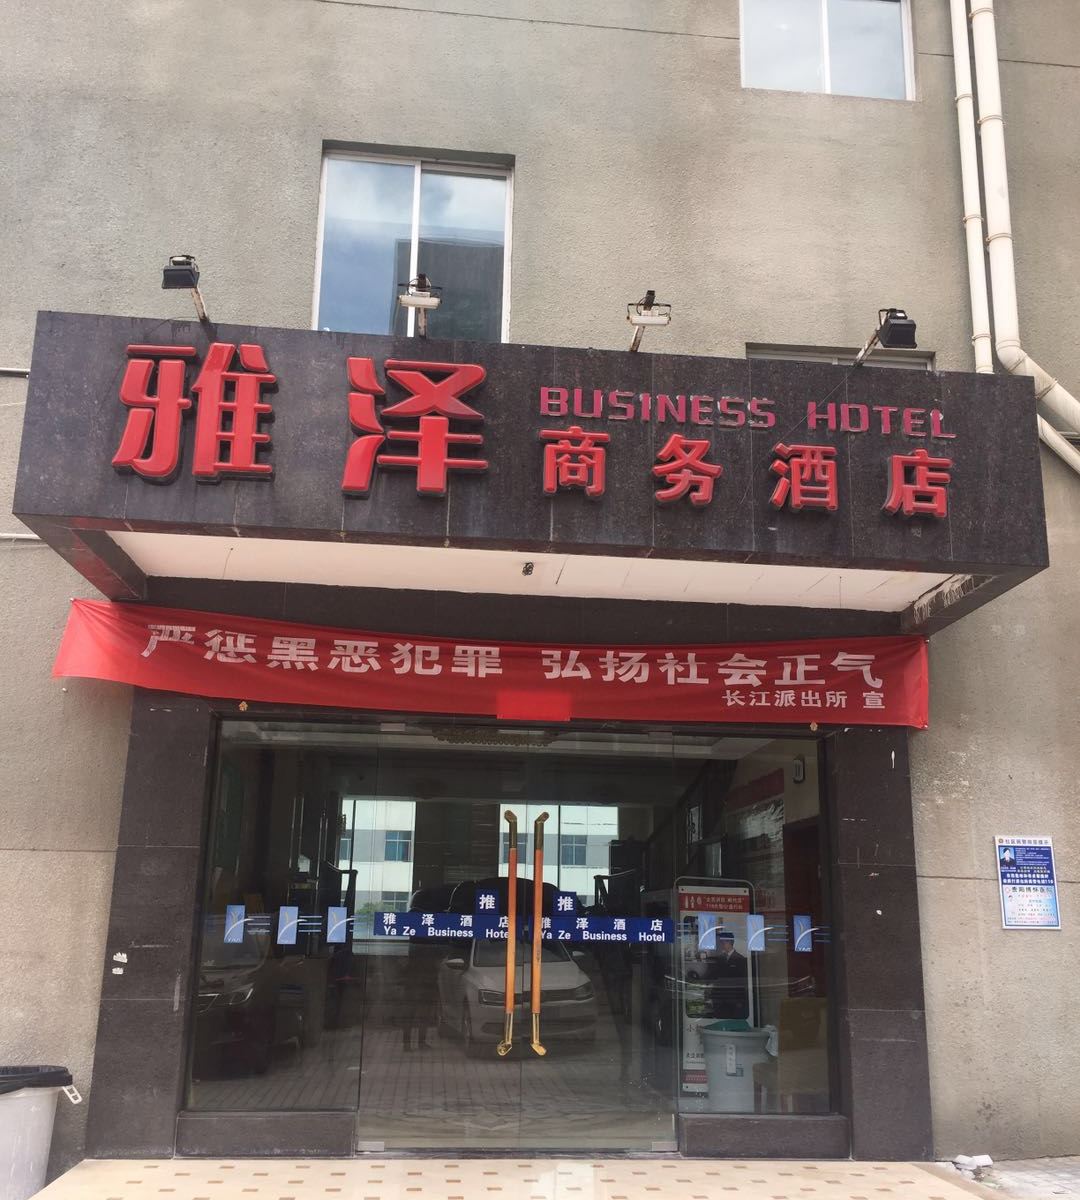 雅泽
BUSINESS HOTEL
商务酒店
严惩黑恶犯罪 弘扬社会正气
长江派出所 宣
推
推
雅泽酒店
Ya Ze Business Hotel
雅泽酒店
Ya Ze Business Hotel